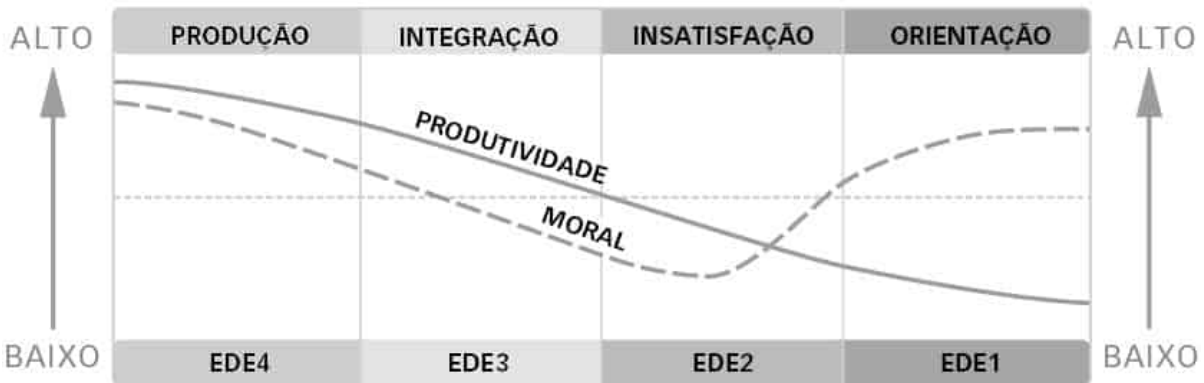 ALTO
PRODUÇÃO
INTEGRAÇÃO
INSATISFAÇÃO
ORIENTAÇÃO
ALTO
PRODUTIVIDADE
MORAL
BAIXO
EDE4
EDE3
EDE2
EDE1
BAIXO